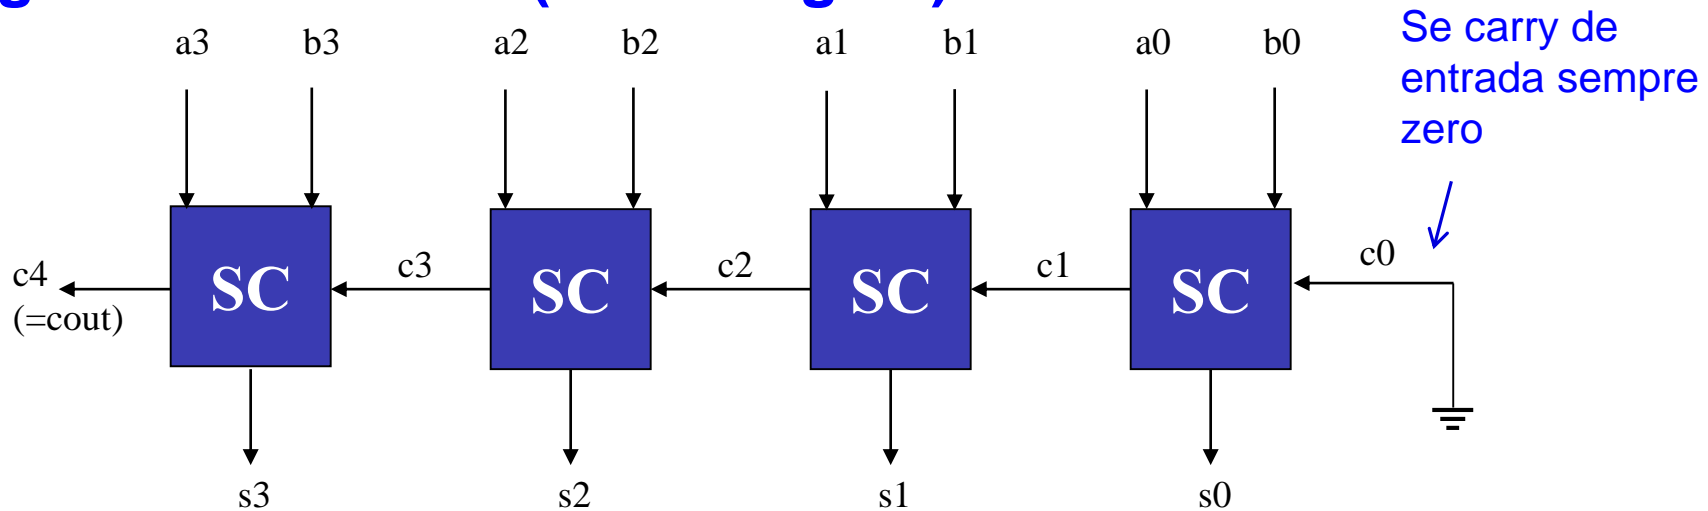 a3 b3 a2 b2 a1 b1 a0 b0
Se carry de
entrada sempre
zero
c4
(=cout)
SC c3 SC c2 SC c1 SC c0
s3 s2 s1 s0